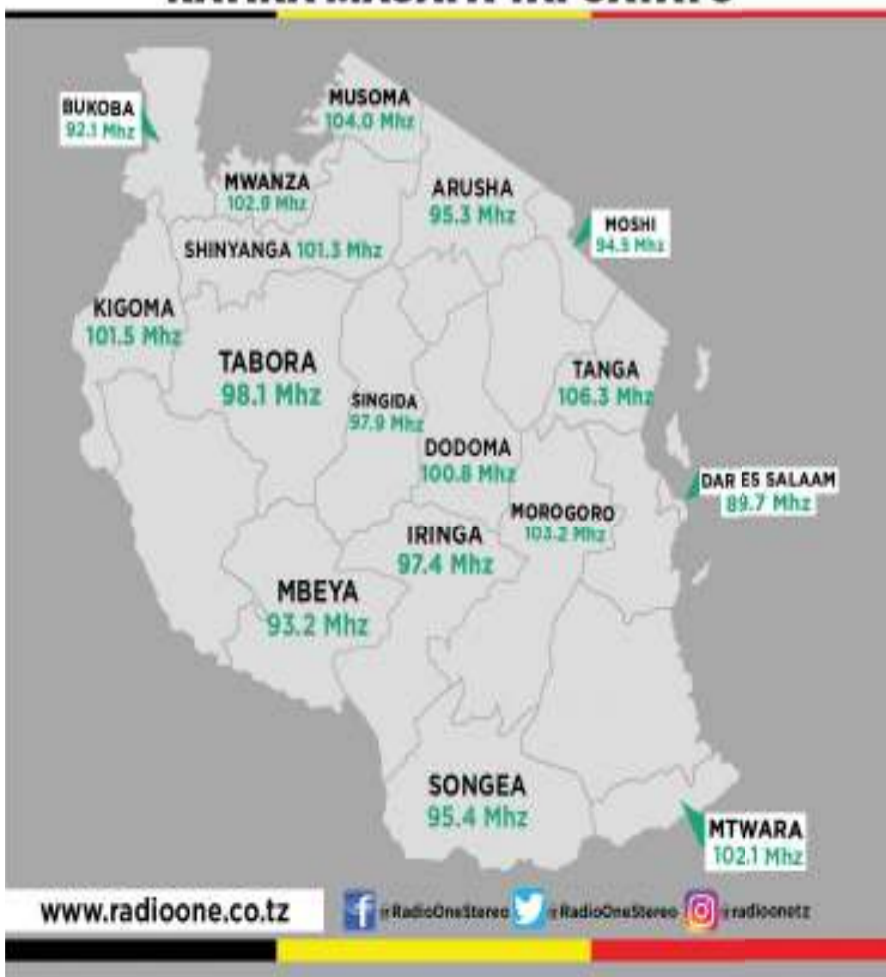 BUKOBA
92.1 Mhz
MUSOMA
104.0 Mhz
MWANZA
102.9 Mhz
ARUSHA
95.3 Mhz
MOSHI
94.5 Mhz
SHINYANGA 101.3 Mhz
KIGOMA
101.5 Mhz
TABORA
98.1 Mhz
SINGIDA
97.9 Mhz
TANGA
106.3 Mhz
DODOMA
100.8 Mhz
DAR ES SALAAM
89.7 Mhz
MOROGORO
103.2 Mhz
IRINGA
97.4 Mhz
MBEYA
93.2 Mhz
SONGEA
95.4 Mhz
MTWARA
102.1 Mhz
www.radioone.co.tz RadioOneStereo RadioOneStereo radioonetz